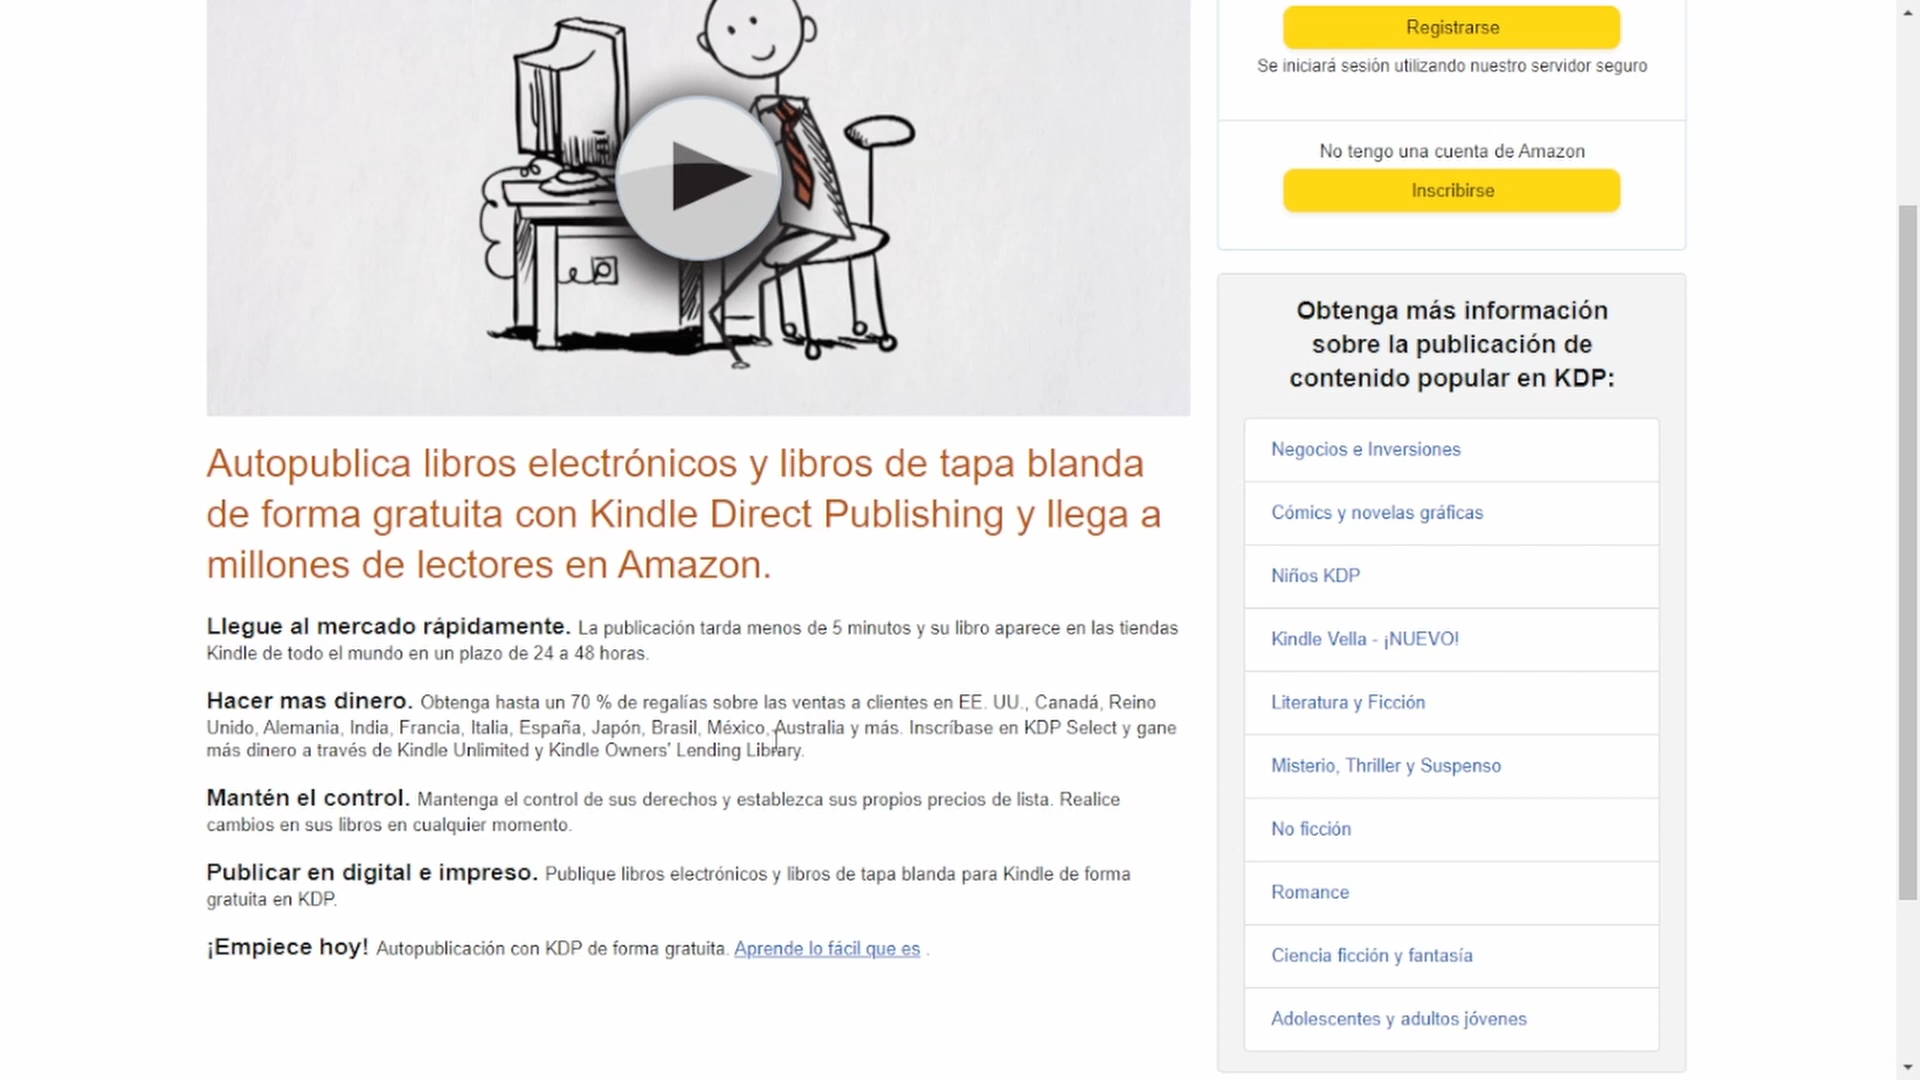 Registrarse
Se iniciará sesión utilizando nuestro servidor seguro
No tengo una cuenta de Amazon
Inscribirse
Obtenga más información
sobre la publicación de
contenido popular en KDP:
Negocios e Inversiones
Cómics y novelas gráficas
Niños KDP
Kindle Vella - ¡NUEVO!
Literatura y Ficción
Misterio, Thriller y Suspenso
No ficción
Romance
Ciencia ficción y fantasía
Adolescentes y adultos jóvenes
Autopublica libros electrónicos y libros de tapa blanda
de forma gratuita con Kindle Direct Publishing y llega a
millones de lectores en Amazon.
Llegue al mercado rápidamente. La publicación tarda menos de 5 minutos y su libro aparece en las tiendas
Kindle de todo el mundo en un plazo de 24 a 48 horas.
Hacer mas dinero. Obtenga hasta un 70 % de regalías sobre las ventas a clientes en EE. UU., Canadá, Reino
Unido, Alemania, India, Francia, Italia, España, Japón, Brasil, México, Australia y más. Inscríbase en KDP Select y gane
más dinero a través de Kindle Unlimited y Kindle Owners' Lending Library.
Mantén el control. Mantenga el control de sus derechos y establezca sus propios precios de lista. Realice
cambios en sus libros en cualquier momento.
Publicar en digital e impreso. Publique libros electrónicos y libros de tapa blanda para Kindle de forma
gratuita en KDP.
¡Empiece hoy! Autopublicación con KDP de forma gratuita. Aprende lo fácil que es .